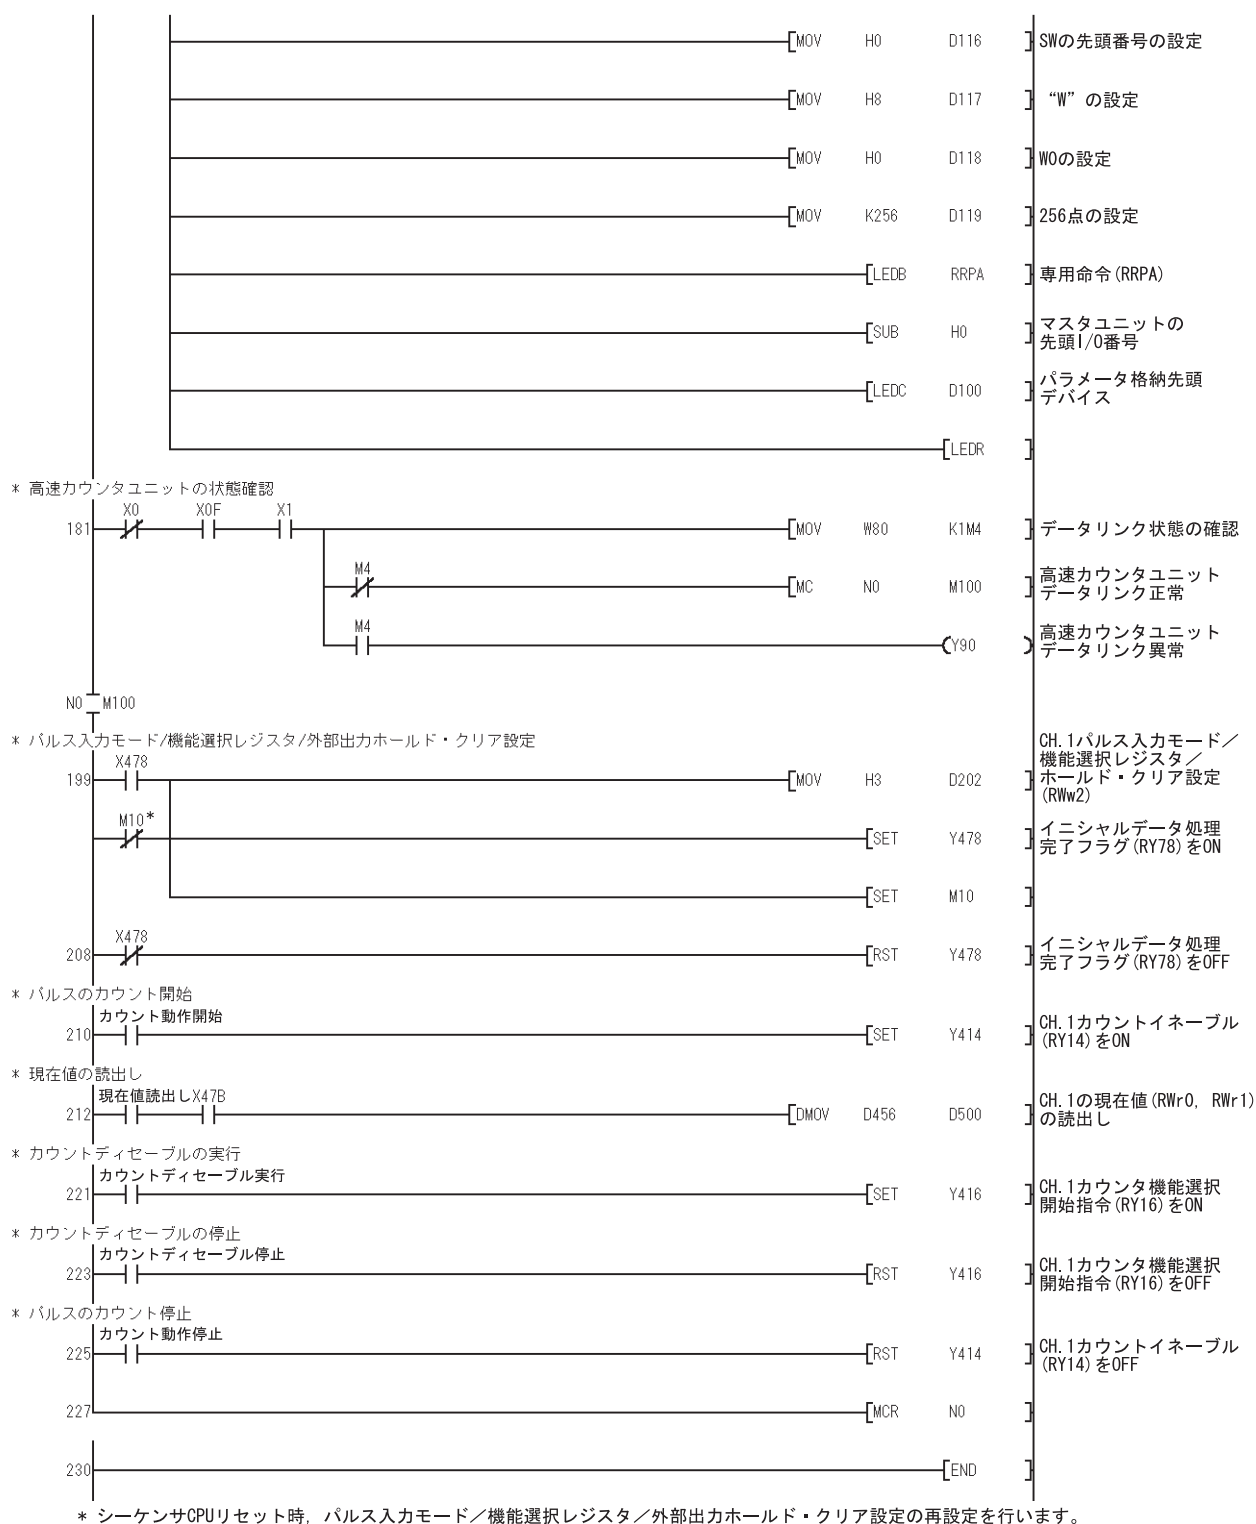 MOV H0 D116 SWの先頭番号の設定
MOV H8 D117 “W”の設定
MOV H0 D118 W0の設定
MOV K256 D119 256点の設定
LEDB RRPA 専用命令(RRPA)
SUB H0 マスタユニットの
先頭I/O番号
LEDC D100 パラメータ格納先頭
デバイス
LEDR
* 高速カウンタユニットの状態確認
X0 X0F X1
181 MOV W80 K1M4 データリンク状態の確認
M4
MC N0 M100 高速カウンタユニット
データリンク正常
M4
Y90 高速カウンタユニット
データリンク異常
N0 M100
* パルス入力モード/機能選択レジスタ/外部出力ホールド・クリア設定
X478
199 MOV H3 D202 CH.1パルス入力モード／
機能選択レジスタ／
ホールド・クリア設定
(RWw2)
M10*
SET Y478 イニシャルデータ処理
完了フラグ(RY78)をON
SET M10
X478
208 RST Y478 イニシャルデータ処理
完了フラグ(RY78)をOFF
* パルスのカウント開始
カウント動作開始
210 SET Y414 CH.1カウントイネーブル
(RY14)をON
* 現在値の読出し
現在値読出し X47B
212 DMOV D456 D500 CH.1の現在値(RWr0, RWr1)
の読出し
* カウントディセーブルの実行
カウントディセーブル実行
221 SET Y416 CH.1カウンタ機能選択
開始指令(RY16)をON
* カウントディセーブルの停止
カウントディセーブル停止
223 RST Y416 CH.1カウンタ機能選択
開始指令(RY16)をOFF
* パルスのカウント停止
カウント動作停止
225 RST Y414 CH.1カウントイネーブル
(RY14)をOFF
227 MCR N0
230 END
* シーケンサCPUリセット時, パルス入力モード／機能選択レジスタ／外部出力ホールド・クリア設定の再設定を行います。